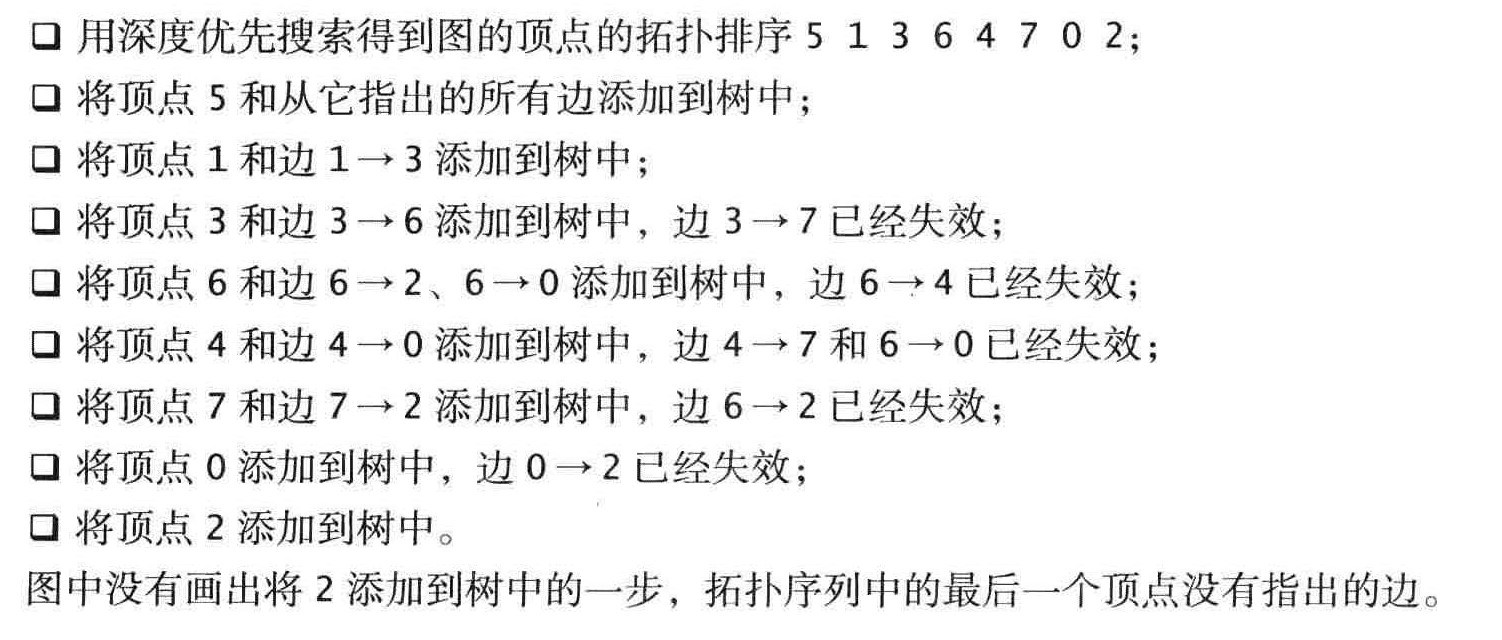 ❑ 用深度优先搜索得到图的顶点的拓扑排序 5 1 3 6 4 7 0 2；
❑ 将顶点 5 和从它指出的所有边添加到树中；
❑ 将顶点 1 和边 1→3 添加到树中；
❑ 将顶点 3 和边 3→6 添加到树中，边 3→7 已经失效；
❑ 将顶点 6 和边 6→2、6→0 添加到树中，边 6→4 已经失效；
❑ 将顶点 4 和边 4→0 添加到树中，边 4→7 和 6→0 已经失效；
❑ 将顶点 7 和边 7→2 添加到树中，边 6→2 已经失效；
❑ 将顶点 0 添加到树中，边 0→2 已经失效；
❑ 将顶点 2 添加到树中。
图中没有画出将 2 添加到树中的一步，拓扑序列中的最后一个顶点没有指出的边。